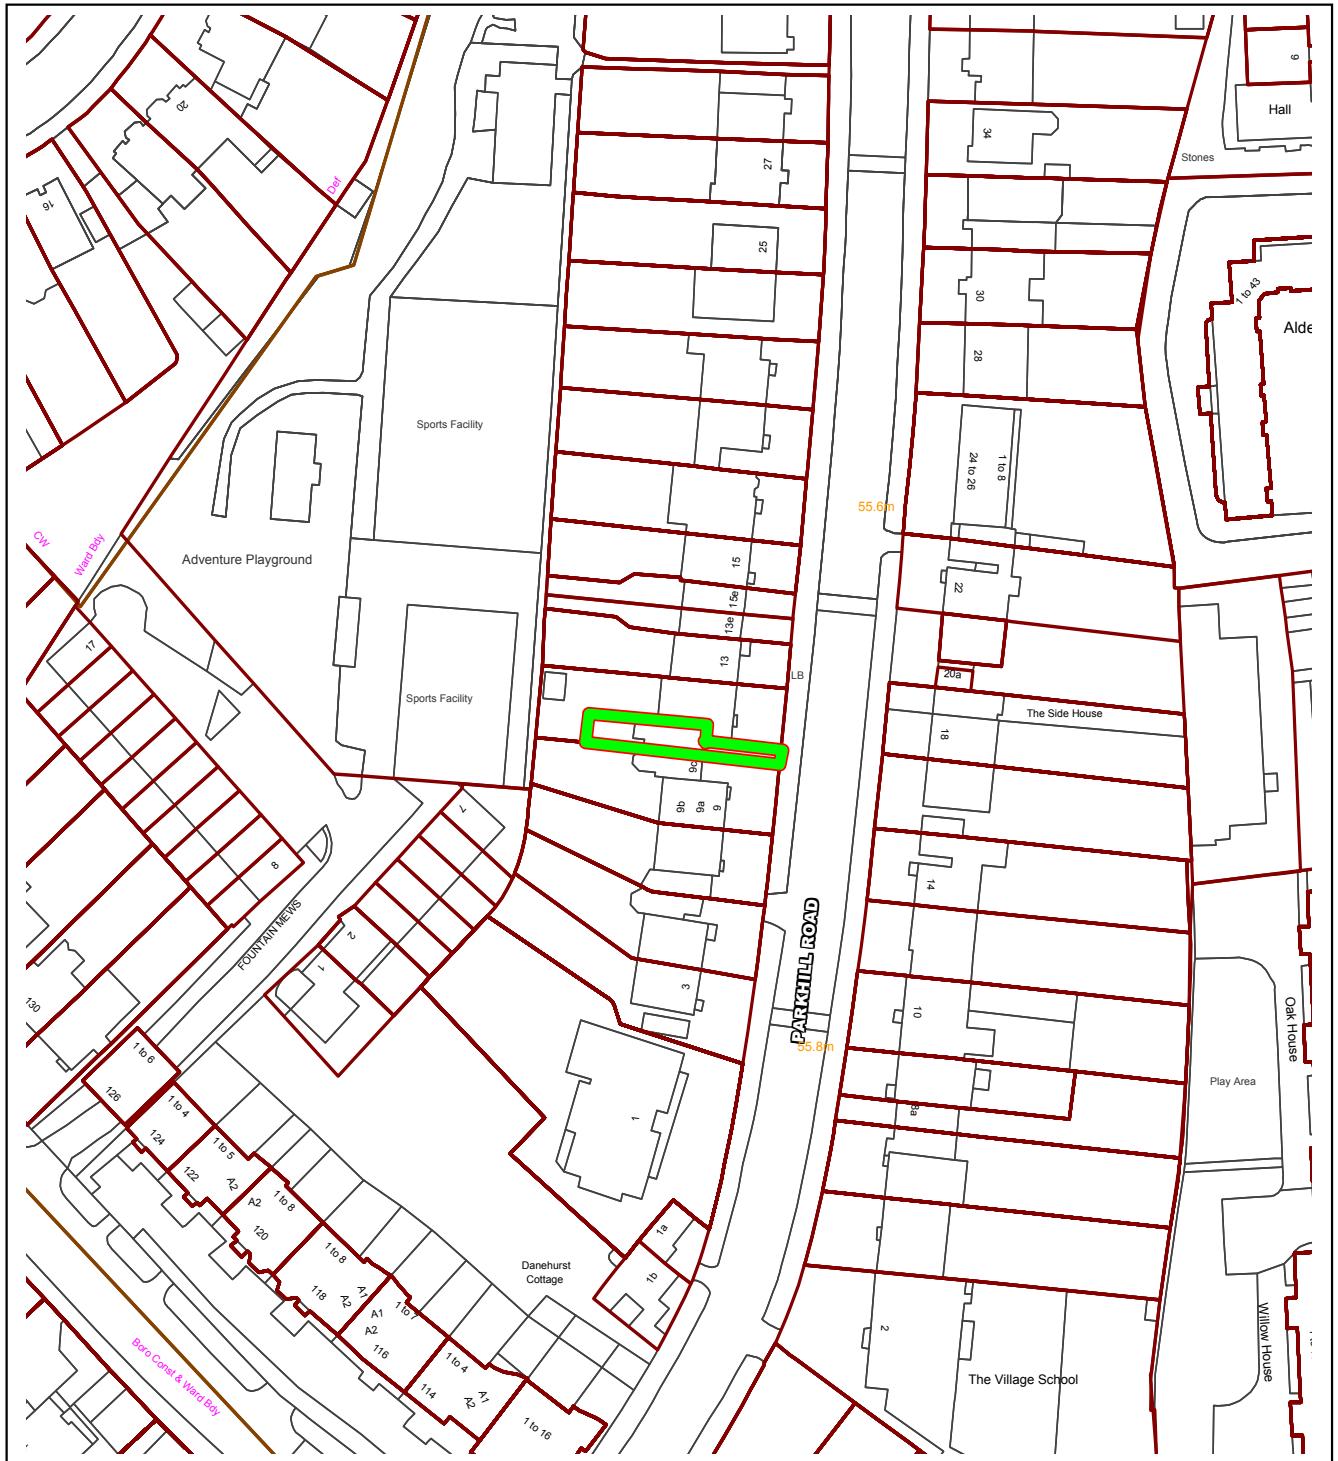 9
Hall
Stones
34
20
27
Def
16
25
30
1 to 43
Alde
28
Sports Facility
1 to 8
24 to 26
55.6m
CW
Ward Bdy
Adventure Playground
15
22
15e
13e
17
13
20a
LB
Sports Facility
The Side House
18
9c
9b
9a
9
7
8
14
FOUNTAIN MEWS
PARKHILL ROAD
2
1
3
130
10
Oak House
55.8m
1 to 6
Play Area
126
1 to 4
124
8a
1
1 to 5
122
A2
A2
1 to 8
120
1a
1 to 8
Danehurst
Cottage
1b
118
A1
A2
A1
1 to 7
A2
116
2
Willow House
Boro Const & Ward Bdy
1 to 4
114
A1
A2
The Village School
1 to 16